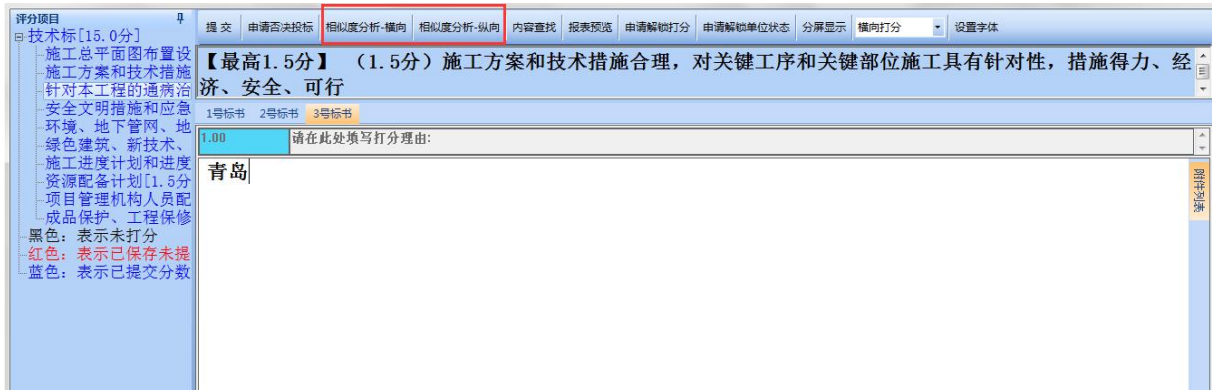 评分项目
技术标[15.0分]
施工总平面图布置设
施工方案和技术措施
针对本工程的通病治
安全文明措施和应急
环境、地下管网、地
绿色建筑、新技术、
施工进度计划和进度
资源配备计划[1.5分
项目管理机构人员配
成品保护、工程保修
黑色:表示未打分
红色:表示已保存未提
蓝色:表示已提交分数
提 交 申请否决投标 相似度分析-横向 相似度分析-纵向 内容查找 报表预览 申请解锁打分 申请解锁单位状态 分屏显示 横向打分 设置字体
【最高1.5分】 （1.5分）施工方案和技术措施合理，对关键工序和关键部位施工具有针对性，措施得力、经
济、安全、可行
1号标书 2号标书 3号标书
1.00 请在此处填写打分理由:
青岛
附件列表